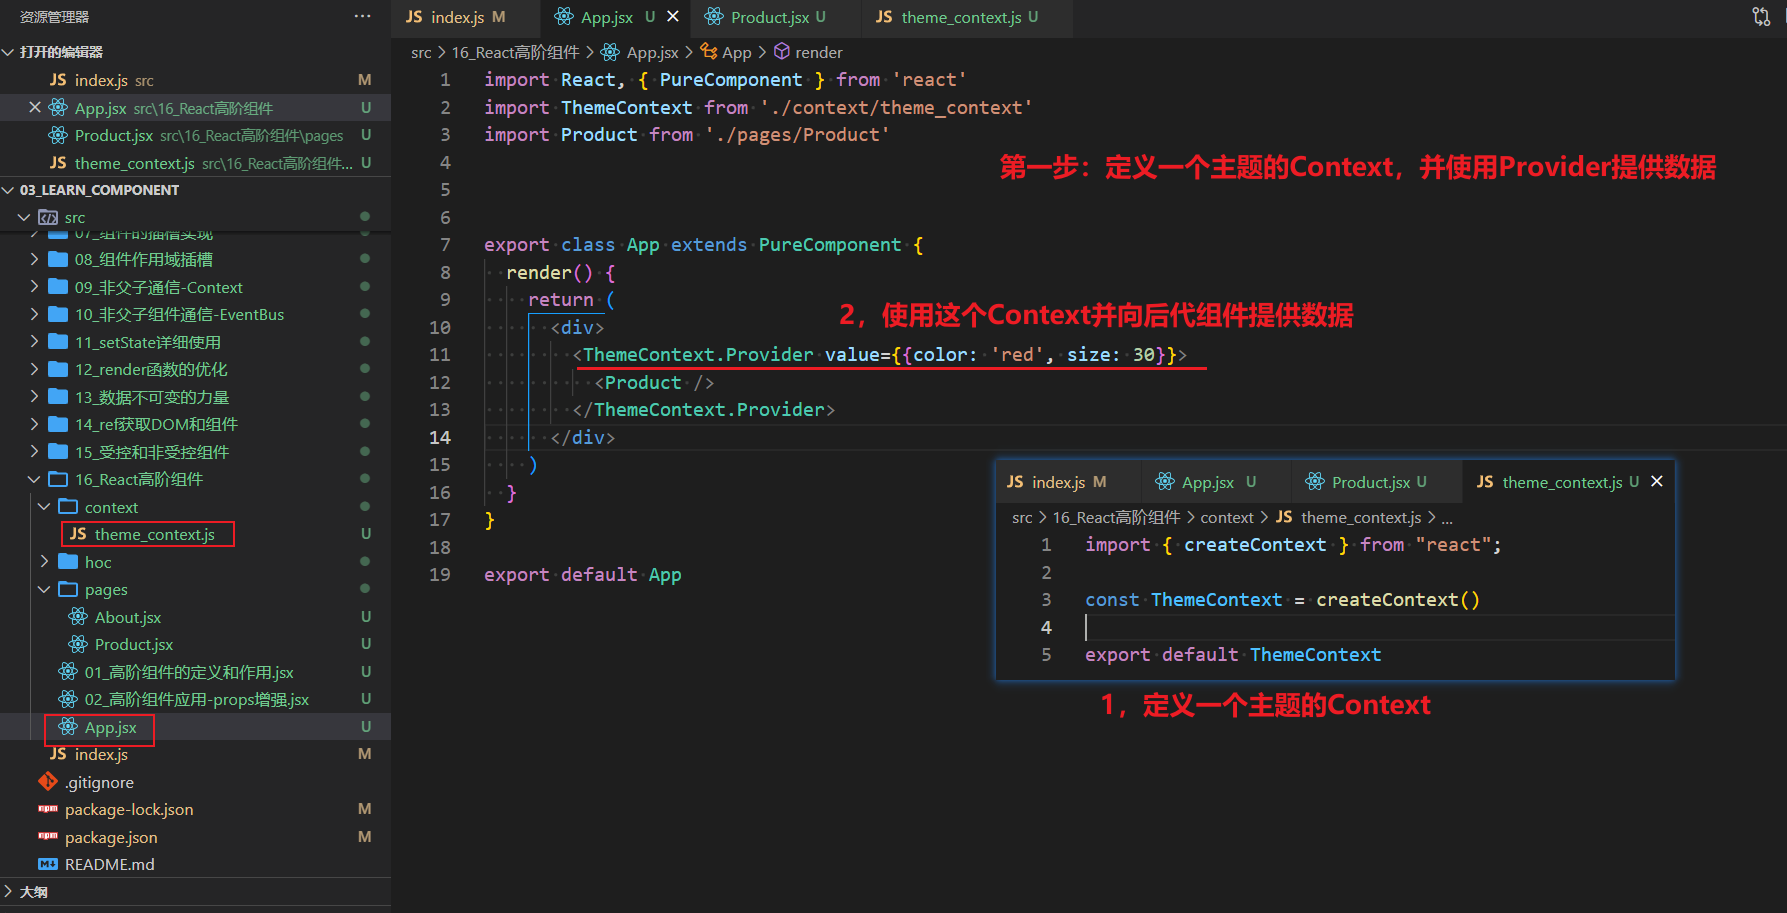 资源管理器 ···
打开的编辑器
JS index.js src M
App.jsx src\16_React高阶组件 U
Product.jsx src\16_React高阶组件\pages U
JS theme_context.js src\16_React高阶组件... U
03_LEARN_COMPONENT
src
07_组件的插槽实现
08_组件作用域插槽
09_非父子通信-Context
10_非父子组件通信-EventBus
11_setState详细使用
12_render函数的优化
13_数据不可变的力量
14_ref获取DOM和组件
15_受控和非受控组件
16_React高阶组件
context
JS theme_context.js U
hoc
pages
About.jsx U
Product.jsx U
01_高阶组件的定义和作用.jsx U
02_高阶组件应用-props增强.jsx U
App.jsx U
JS index.js M
.gitignore
package-lock.json M
package.json M
README.md
大纲
JS index.js M App.jsx U Product.jsx U JS theme_context.js U
src > 16_React高阶组件 > App.jsx > App > render
1 import React, { PureComponent } from 'react'
2 import ThemeContext from './context/theme_context'
3 import Product from './pages/Product'
4
第一步：定义一个主题的Context，并使用Provider提供数据
5
6
7 export class App extends PureComponent {
8 render() {
9 return (
2，使用这个Context并向后代组件提供数据
10 <div>
11 <ThemeContext.Provider value={{color: 'red', size: 30}}>
12 <Product />
13 </ThemeContext.Provider>
14 </div>
15 )
16 }
17 }
18
19 export default App
JS index.js M App.jsx U Product.jsx U JS theme_context.js U
src > 16_React高阶组件 > context > JS theme_context.js > ...
1 import { createContext } from "react";
2
3 const ThemeContext = createContext()
4
5 export default ThemeContext
1，定义一个主题的Context